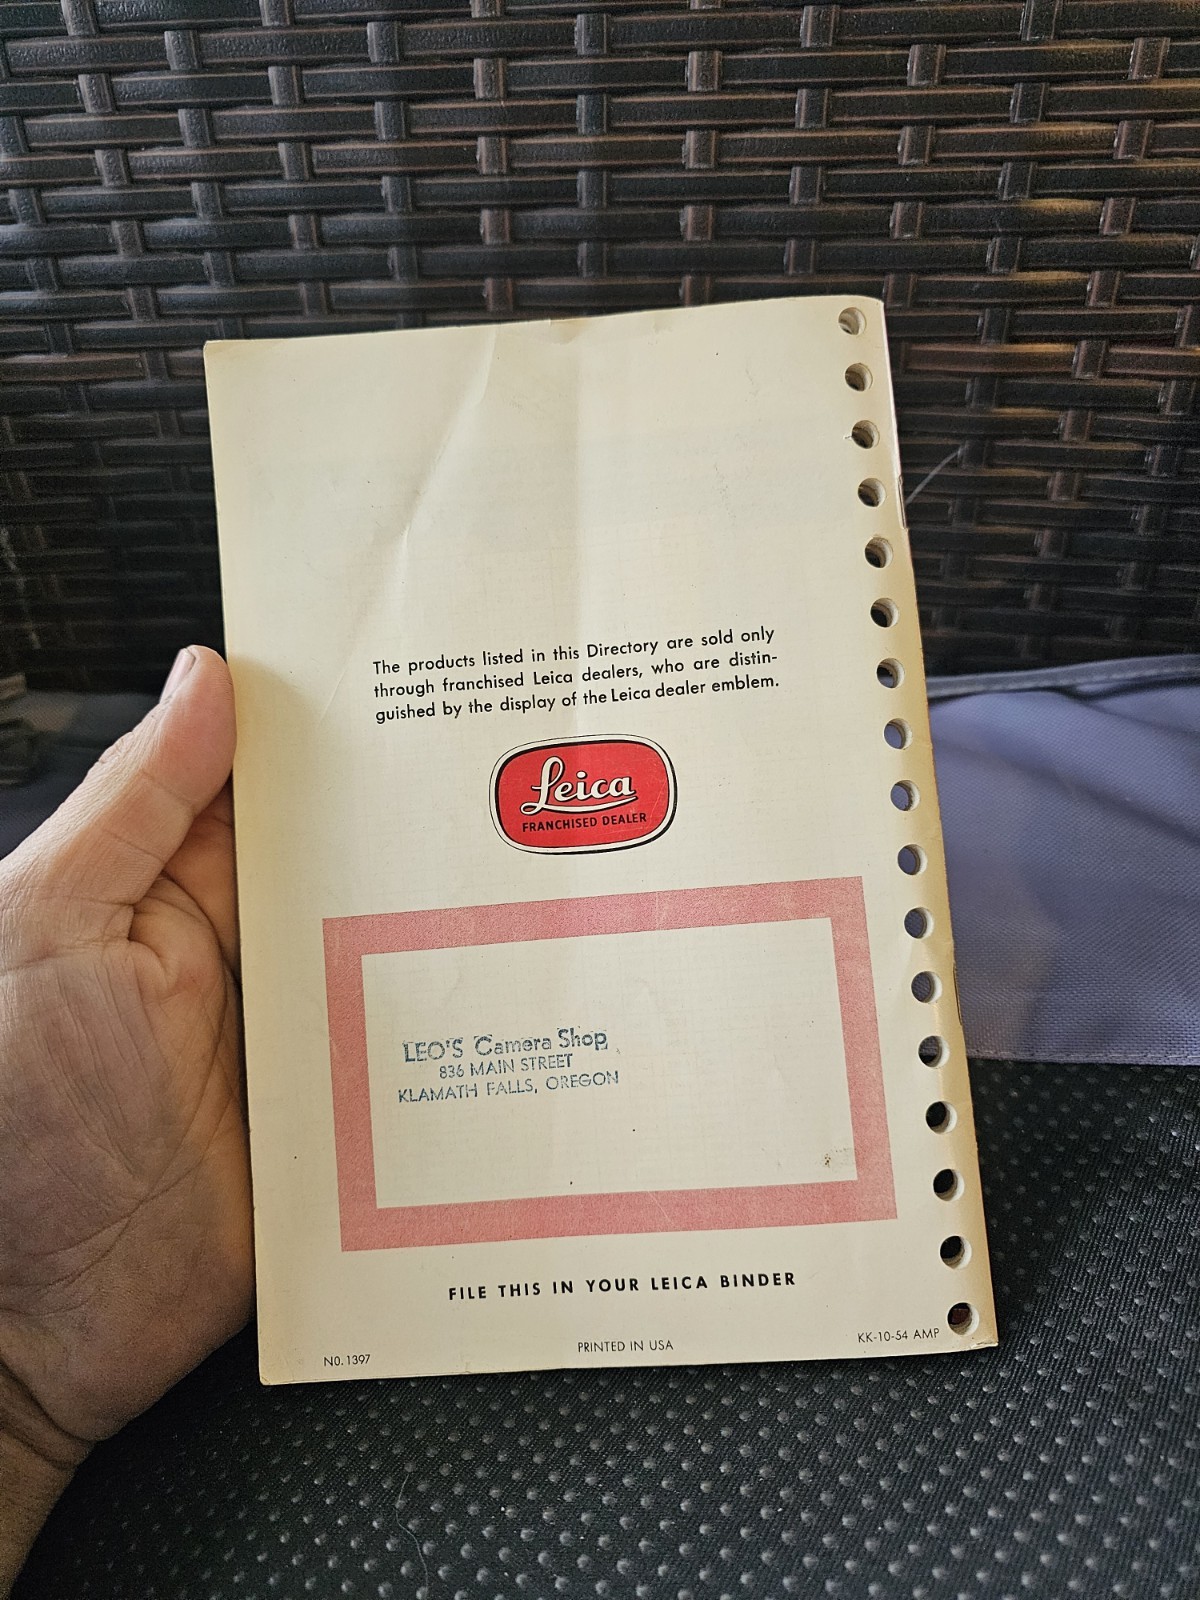 The products listed in this Directory are sold only
through franchised Leica dealers, who are distin-
guished by the display of the Leica dealer emblem.
Leica
FRANCHISED DEALER
LEO'S Camera Shop
836 MAIN STREET
KLAMATH FALLS, OREGON
FILE THIS IN YOUR LEICA BINDER
NO. 1397
PRINTED IN USA
KK-10-54 AMP